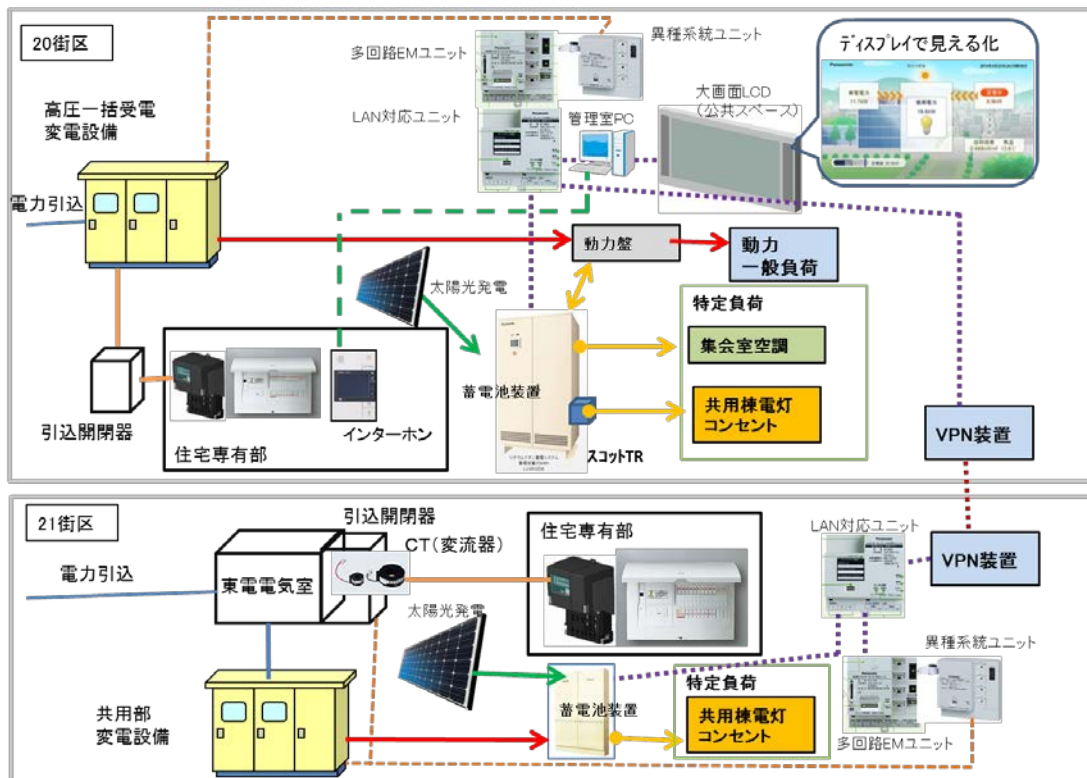 20街区
多回路EMユニット
異種系統ユニット
ディスプレイで見える化
高圧一括受電
変電設備
LAN対応ユニット
管理室PC
大画面LCD
(公共スペース)
Panasonic
電力引込
動力盤
動力
一般負荷
太陽光発電
特定負荷
集会室空調
蓄電池装置
共用棟電灯
コンセント
引込開閉器
インターホン
住宅専有部
スコットTR
VPN装置
21街区
引込開閉器
CT(変流器)
住宅専有部
LAN対応ユニット
VPN装置
電力引込
東電電気室
太陽光発電
異種系統ユニット
特定負荷
共用部
変電設備
蓄電池装置
共用棟電灯
コンセント
多回路EMユニット